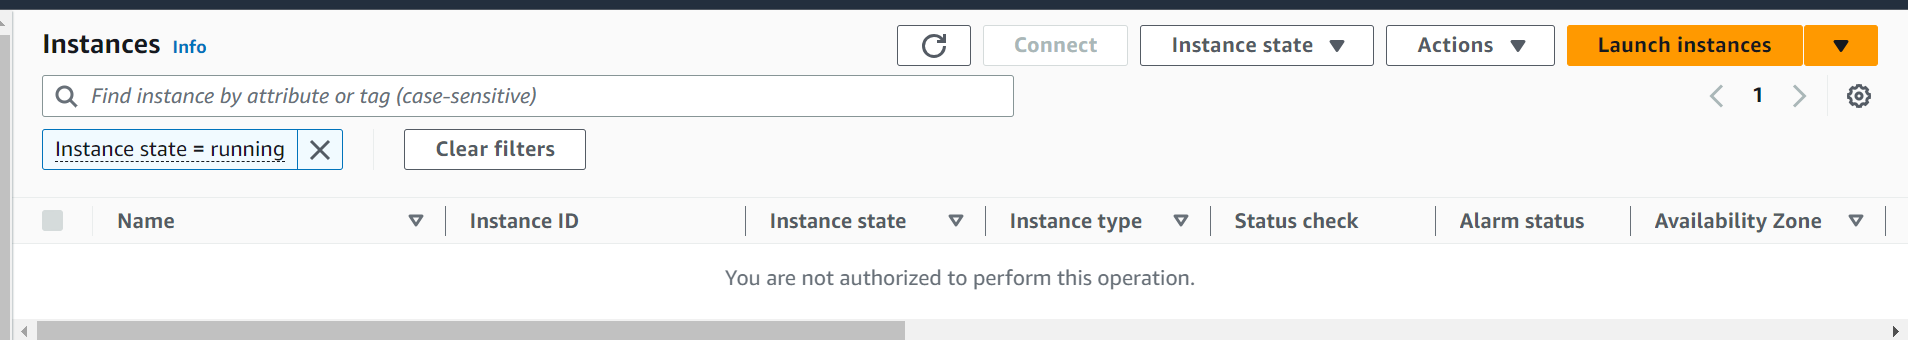 Instances Info
Connect
Instance state
Actions
Launch instances
Find instance by attribute or tag (case-sensitive)
1
Instance state = running
Clear filters
Name
Instance ID
Instance state
Instance type
Status check
Alarm status
Availability Zone
You are not authorized to perform this operation.